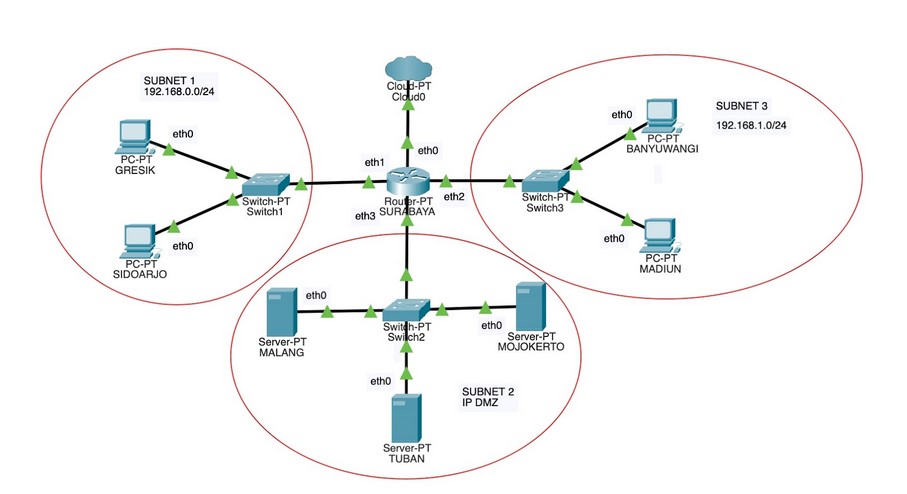 Cloud-PT
Cloud0
SUBNET 1
192.168.0.0/24
eth0
PC-PT
GRESIK
eth0
PC-PT
SIDOARJO
Switch-PT
Switch1
eth1
eth0
Router-PT
SURABAYA
eth2
eth3
SUBNET 3
192.168.1.0/24
eth0
PC-PT
BANYUWANGI
Switch-PT
Switch3
eth0
PC-PT
MADIUN
eth0
Server-PT
MALANG
Switch-PT
Switch2
eth0
Server-PT
MOJOKERTO
eth0
Server-PT
TUBAN
SUBNET 2
IP DMZ